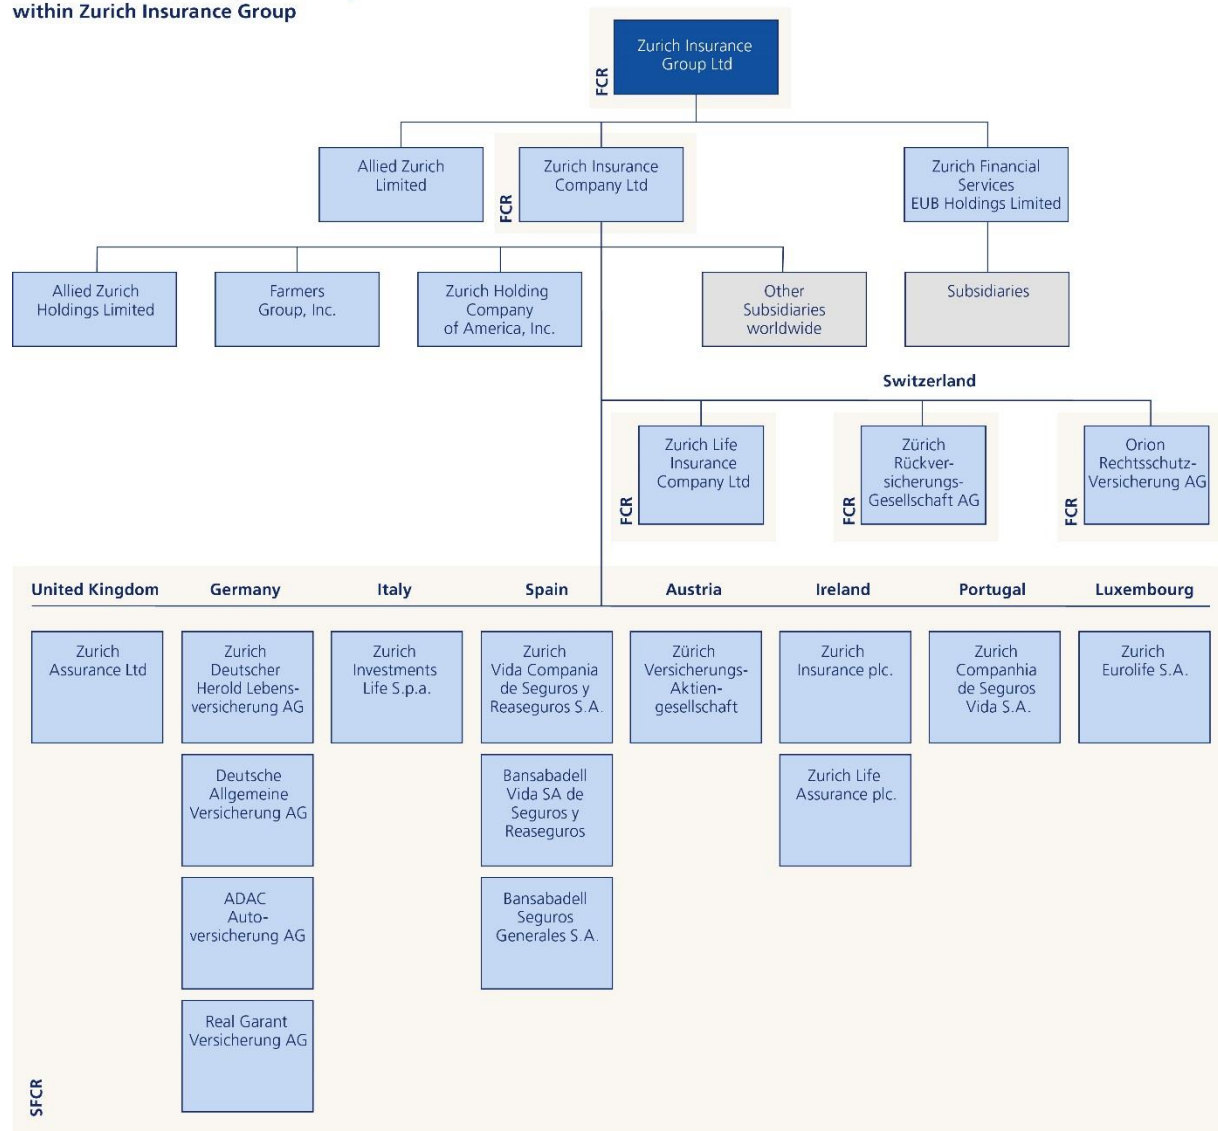 within Zurich Insurance Group
Zurich Insurance
Group Ltd
FCR
Allied Zurich
Limited
Zurich Insurance
Company Ltd
FCR
Zurich Financial
Services
EUB Holdings Limited
Allied Zurich
Holdings Limited
Farmers
Group, Inc.
Zurich Holding
Company
of America, Inc.
Other
Subsidiaries
worldwide
Subsidiaries
Switzerland
Zurich Life
Insurance
Company Ltd
FCR
Zürich
Rückver-
sicherungs-
Gesellschaft AG
FCR
Orion
Rechtsschutz-
Versicherung AG
FCR
United Kingdom
Germany
Italy
Spain
Austria
Ireland
Portugal
Luxembourg
Zurich
Assurance Ltd
Zurich
Deutscher
Herold Lebens-
versicherung AG
Zurich
Investments
Life S.p.a.
Zurich
Vida Compania
de Seguros y
Reaseguros S.A.
Zürich
Versicherungs-
Aktien-
gesellschaft
Zurich
Insurance plc.
Zurich
Companhia
de Seguros
Vida S.A.
Zurich
Eurolife S.A.
Deutsche
Allgemeine
Versicherung AG
Bansabadell
Vida SA de
Seguros y
Reaseguros
Zurich Life
Assurance plc.
ADAC
Auto-
versicherung AG
Bansabadell
Seguros
Generales S.A.
Real Garant
Versicherung AG
SFCR